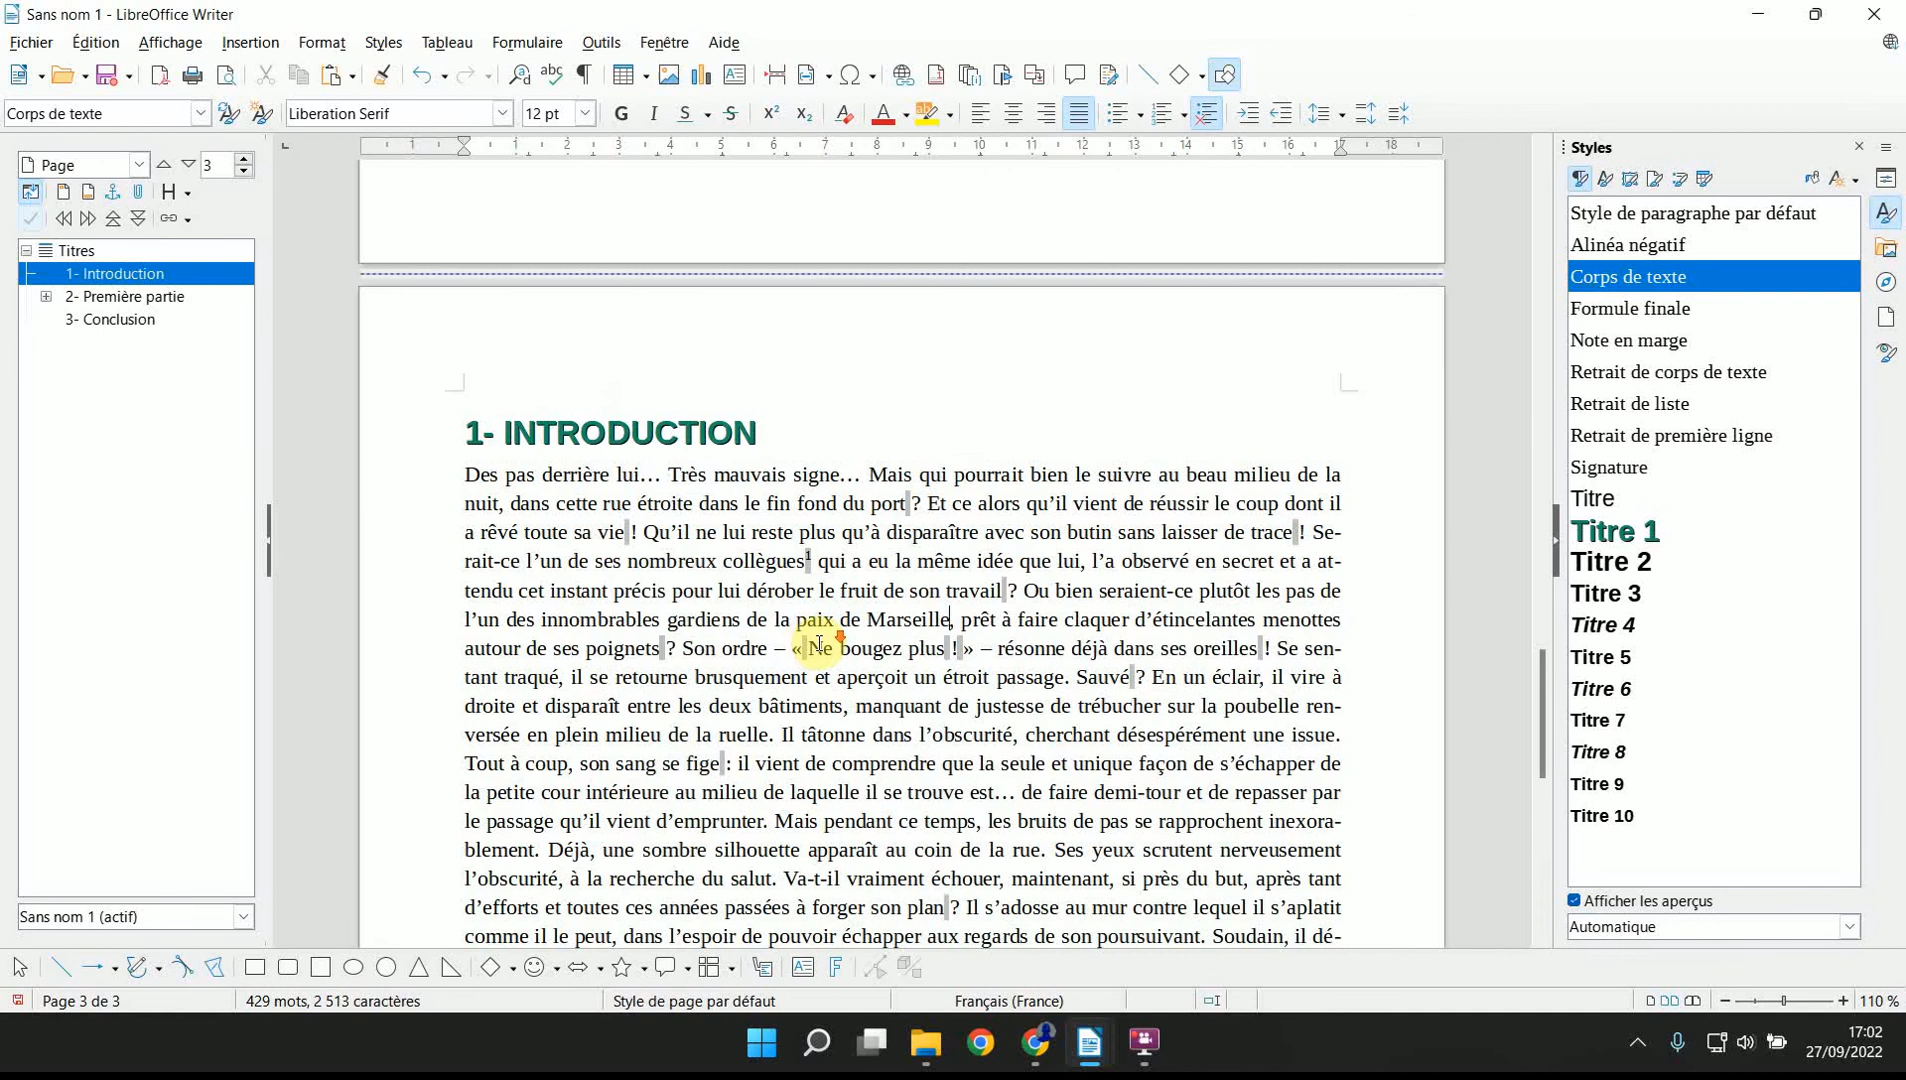 Sans nom 1 - LibreOffice Writer
Fichier Édition Affichage Insertion Format Styles Tableau Formulaire Outils Fenêtre Aide
Corps de texte Liberation Serif 12 pt G I S S X² X₂ A A
Page 3
H
Titres
1- Introduction
2- Première partie
3- Conclusion
Sans nom 1 (actif)
1 1 2 3 4 5 6 7 8 9 10 11 12 13 14 15 16 17 18
1- INTRODUCTION
Des pas derrière lui… Très mauvais signe… Mais qui pourrait bien le suivre au beau milieu de la
nuit, dans cette rue étroite dans le fin fond du port ? Et ce alors qu’il vient de réussir le coup dont il
a rêvé toute sa vie ! Qu’il ne lui reste plus qu’à disparaître avec son butin sans laisser de trace ! Se-
rait-ce l’un de ses nombreux collègues¹ qui a eu la même idée que lui, l’a observé en secret et a at-
tendu cet instant précis pour lui dérober le fruit de son travail ? Ou bien seraient-ce plutôt les pas de
l’un des innombrables gardiens de la paix de Marseille, prêt à faire claquer d’étincelantes menottes
autour de ses poignets ? Son ordre – « Ne bougez plus ! » – résonne déjà dans ses oreilles ! Se sen-
tant traqué, il se retourne brusquement et aperçoit un étroit passage. Sauvé ? En un éclair, il vire à
droite et disparaît entre les deux bâtiments, manquant de justesse de trébucher sur la poubelle ren-
versée en plein milieu de la ruelle. Il tâtonne dans l’obscurité, cherchant désespérément une issue.
Tout à coup, son sang se fige : il vient de comprendre que la seule et unique façon de s’échapper de
la petite cour intérieure au milieu de laquelle il se trouve est… de faire demi-tour et de repasser par
le passage qu’il vient d’emprunter. Mais pendant ce temps, les bruits de pas se rapprochent inexora-
blement. Déjà, une sombre silhouette apparaît au coin de la rue. Ses yeux scrutent nerveusement
l’obscurité, à la recherche du salut. Va-t-il vraiment échouer, maintenant, si près du but, après tant
d’efforts et toutes ces années passées à forger son plan ? Il s’adosse au mur contre lequel il s’aplatit
comme il le peut, dans l’espoir de pouvoir échapper aux regards de son poursuivant. Soudain, il dé-
Styles
Style de paragraphe par défaut
Alinéa négatif
Corps de texte
Formule finale
Note en marge
Retrait de corps de texte
Retrait de liste
Retrait de première ligne
Signature
Titre
Titre 1
Titre 2
Titre 3
Titre 4
Titre 5
Titre 6
Titre 7
Titre 8
Titre 9
Titre 10
Afficher les aperçus
Automatique
Page 3 de 3 429 mots, 2 513 caractères Style de page par défaut Français (France) 110 %
17:02
27/09/2022